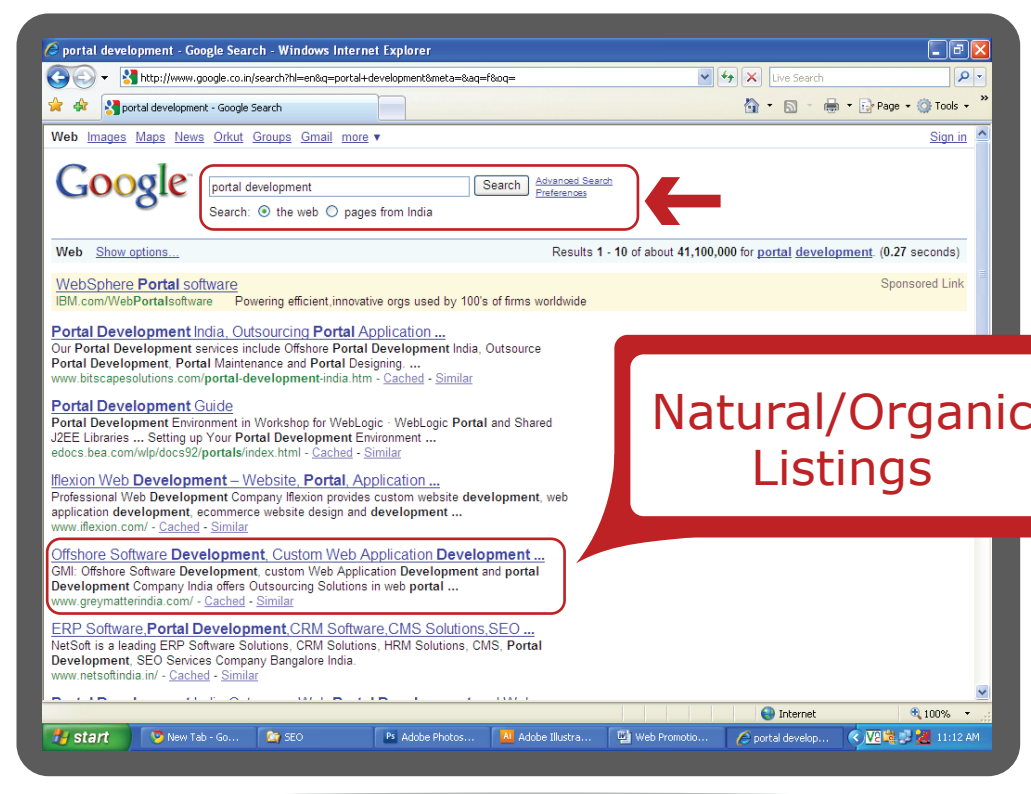 portal development - Google Search - Windows Internet Explorer
http://www.google.co.in/search?hl=en&q=portal+development&meta=&aq=f&oq=
Live Search
portal development - Google Search
Page Tools »
Web Images Maps News Orkut Groups Gmail more ▼ Sign in
Google
portal development Search Advanced Search
Preferences
Search: the web pages from India
Web Show options... Results 1 - 10 of about 41,100,000 for portal development. (0.27 seconds)
WebSphere Portal software Sponsored Link
IBM.com/WebPortalsoftware Powering efficient,innovative orgs used by 100's of firms worldwide
Portal Development India, Outsourcing Portal Application ...
Our Portal Development services include Offshore Portal Development India, Outsource
Portal Development, Portal Maintenance and Portal Designing. ...
www.bitscapesolutions.com/portal-development-india.htm - Cached - Similar
Portal Development Guide
Portal Development Environment in Workshop for WebLogic · WebLogic Portal and Shared
J2EE Libraries ... Setting up Your Portal Development Environment ...
edocs.bea.com/wlp/docs92/portals/index.html - Cached - Similar
Iflexion Web Development – Website, Portal, Application ...
Professional Web Development Company Iflexion provides custom website development, web
application development, ecommerce website design and development ...
www.iflexion.com/ - Cached - Similar
Offshore Software Development, Custom Web Application Development ...
GMI: Offshore Software Development, custom Web Application Development and portal
Development Company India offers Outsourcing Solutions in web portal ...
www.greymatterindia.com/ - Cached - Similar
ERP Software,Portal Development,CRM Software,CMS Solutions,SEO ...
NetSoft is a leading ERP Software Solutions, CRM Solutions, HRM Solutions, CMS, Portal
Development, SEO Services Company Bangalore India.
www.netsoftindia.in/ - Cached - Similar
Natural/Organic
Listings
Internet 100%
start New Tab - Go... SEO Adobe Photos... Adobe Illustra... Web Promotio... portal develop... 11:12 AM